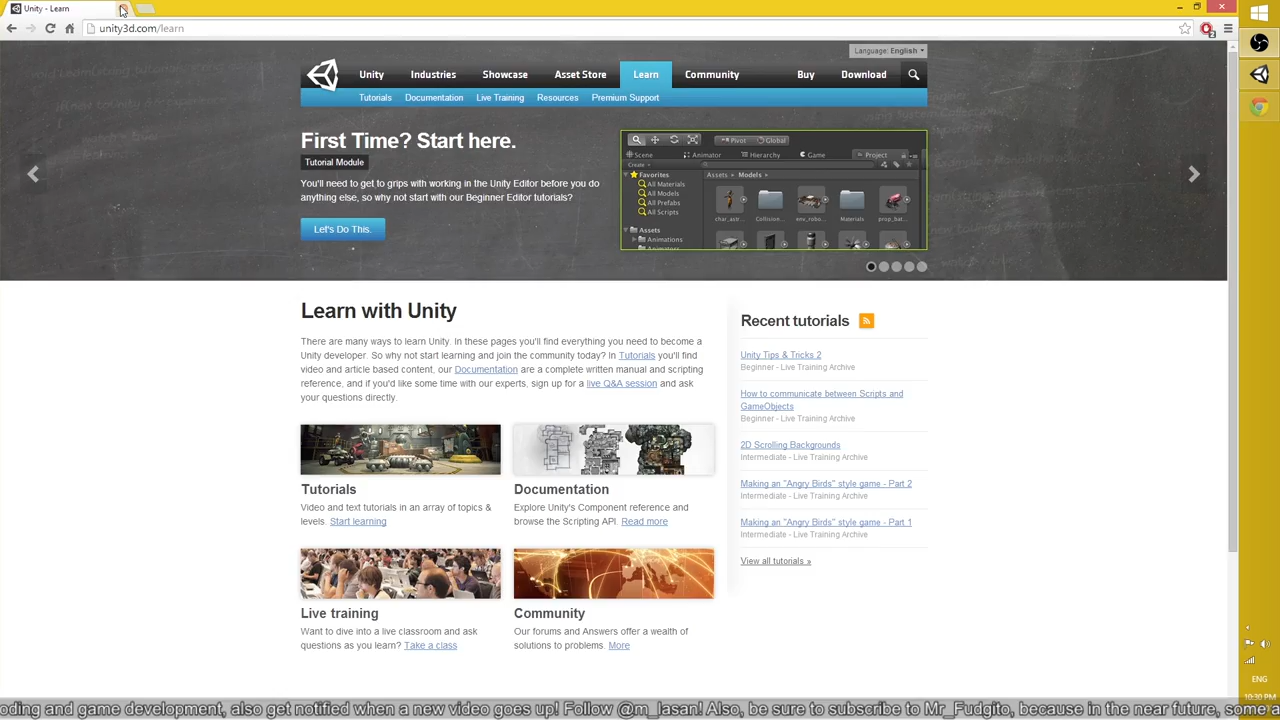 Unity - Learn
unity3d.com/learn
Language: English
Unity Industries Showcase Asset Store Learn Community Buy Download
Tutorials Documentation Live Training Resources Premium Support
First Time? Start here.
Tutorial Module
You'll need to get to grips with working in the Unity Editor before you do
anything else, so why not start with our Beginner Editor tutorials?
Let's Do This.
Pivot Global
Scene Animator Hierarchy Game Project
Create
Favorites
All Materials
All Models
All Prefabs
All Scripts
Assets
Animations
Assets Models
char_astr...
Collision...
env_robo...
Materials
prop_bat...
Learn with Unity
There are many ways to learn Unity. In these pages you'll find everything you need to become a
Unity developer. So why not start learning and join the community today? In Tutorials you'll find
video and article based content, our Documentation are a complete written manual and scripting
reference, and if you'd like some time with our experts, sign up for a live Q&A session and ask
your questions directly.
Tutorials
Video and text tutorials in an array of topics &
levels. Start learning
Documentation
Explore Unity's Component reference and
browse the Scripting API. Read more
Live training
Want to dive into a live classroom and ask
questions as you learn? Take a class
Community
Our forums and Answers offer a wealth of
solutions to problems. More
Recent tutorials
Unity Tips & Tricks 2
Beginner - Live Training Archive
How to communicate between Scripts and
GameObjects
Beginner - Live Training Archive
2D Scrolling Backgrounds
Intermediate - Live Training Archive
Making an "Angry Birds" style game - Part 2
Intermediate - Live Training Archive
Making an "Angry Birds" style game - Part 1
Intermediate - Live Training Archive
View all tutorials »
ENG
10:30 PM
oding and game development, also get notified when a new video goes up! Follow @m_lasan! Also, be sure to subscribe to Mr_Fudgito, because in the near future, some a